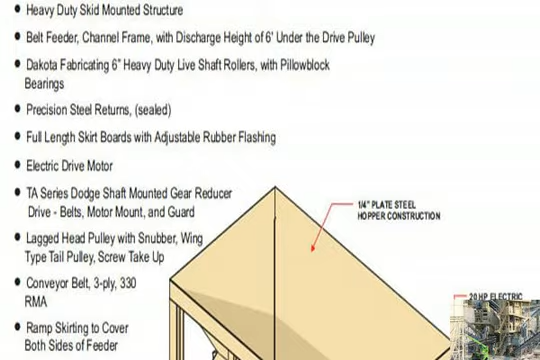 Heavy Duty Skid Mounted Structure
Belt Feeder, Channel Frame, with Discharge Height of 6' Under the Drive Pulley
Dakota Fabricating 6" Heavy Duty Live Shaft Rollers, with Pillowblock
Bearings
Precision Steel Returns, (sealed)
Full Length Skirt Boards with Adjustable Rubber Flashing
Electric Drive Motor
TA Series Dodge Shaft Mounted Gear Reducer
Drive - Belts, Motor Mount, and Guard
1/4" PLATE STEEL
HOPPER CONSTRUCTION
Lagged Head Pulley with Snubber, Wing
Type Tail Pulley, Screw Take Up
Conveyor Belt, 3-ply, 330
RMA
20 HP ELECTRIC
Ramp Skirting to Cover
Both Sides of Feeder